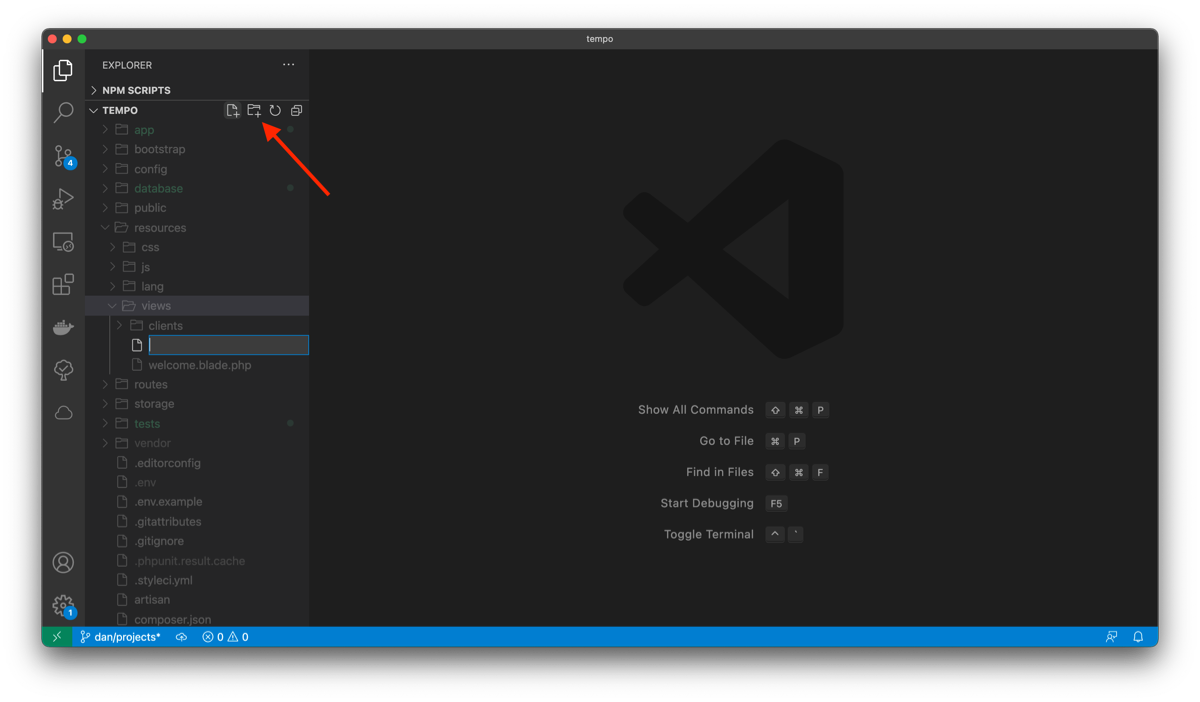 tempo
EXPLORER
NPM SCRIPTS
TEMPO
app
bootstrap
config
4
database
public
resources
css
js
lang
views
clients
welcome.blade.php
routes
storage
tests
vendor
.editorconfig
.env
.env.example
.gitattributes
.gitignore
.phpunit.result.cache
.styleci.yml
artisan
1
composer.json
Show All Commands ⇧ ⌘ P
Go to File ⌘ P
Find in Files ⇧ ⌘ F
Start Debugging F5
Toggle Terminal ^ `
dan/projects* 0 0